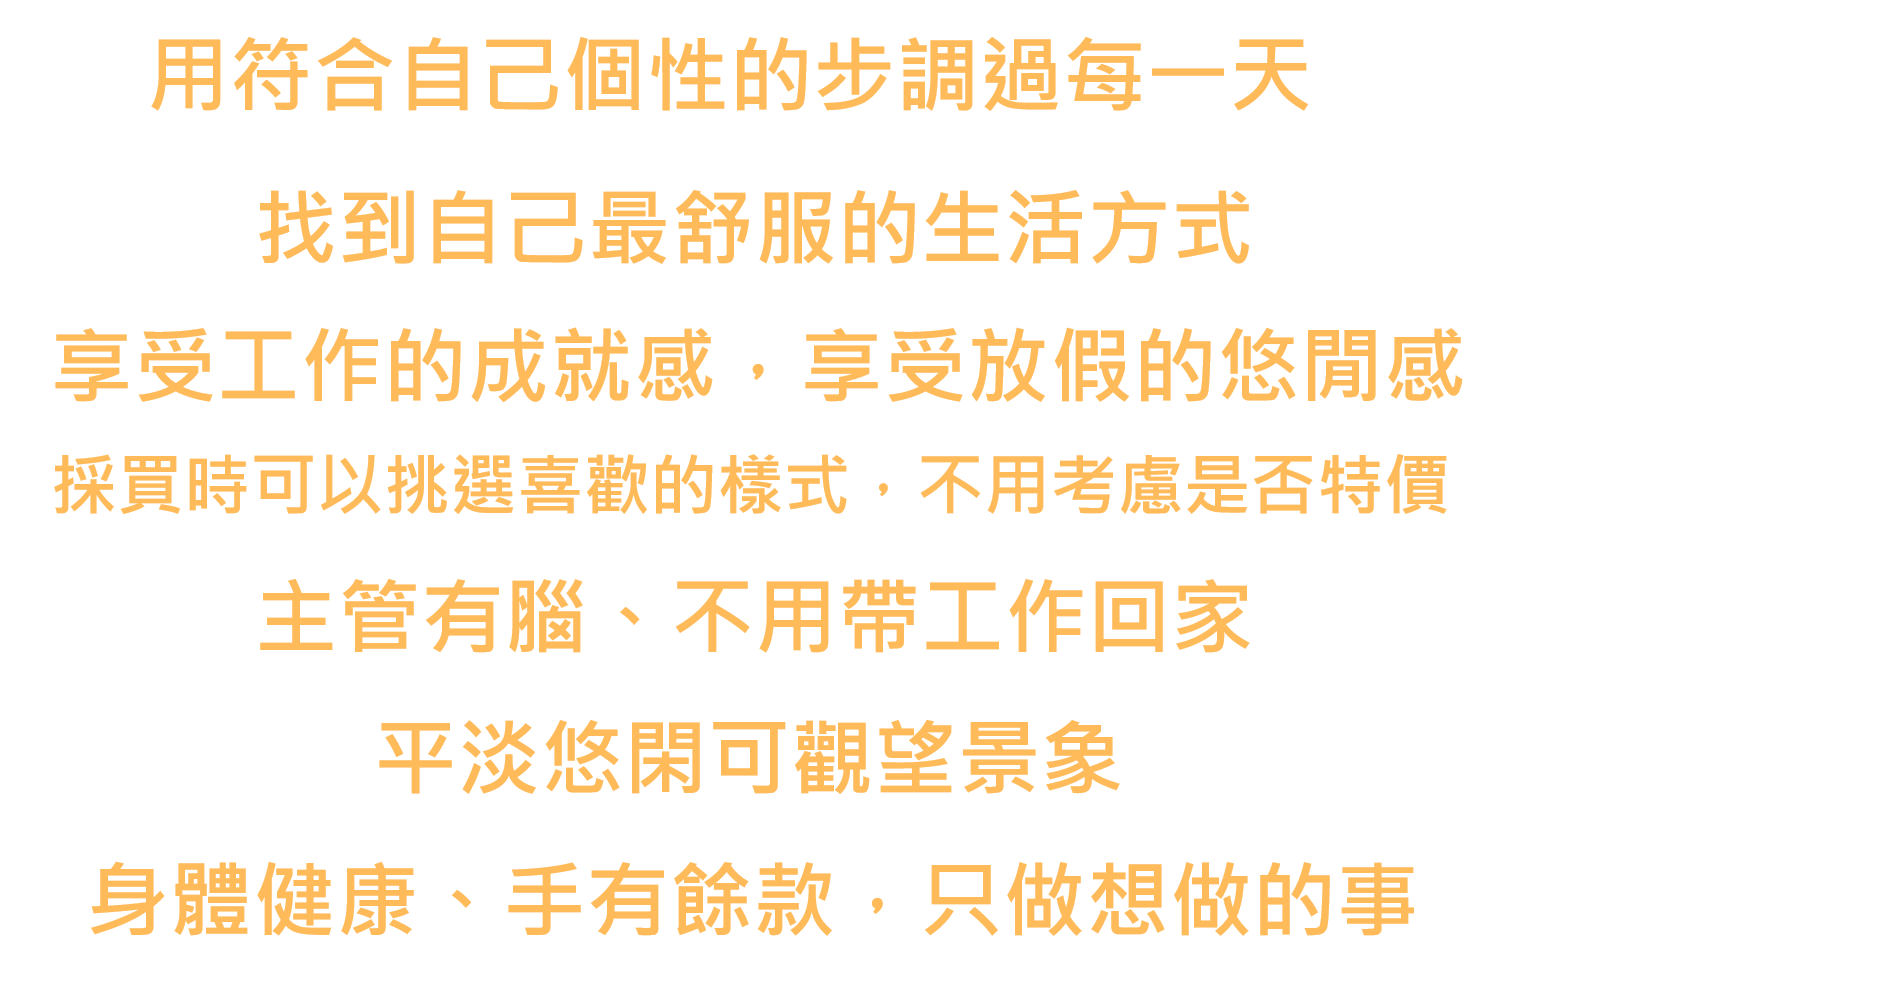 用符合自己個性的步調過每一天
找到自己最舒服的生活方式
享受工作的成就感，享受放假的悠閒感
採買時可以挑選喜歡的樣式，不用考慮是否特價
主管有腦、不用帶工作回家
平淡悠閑可觀望景象
身體健康、手有餘款，只做想做的事